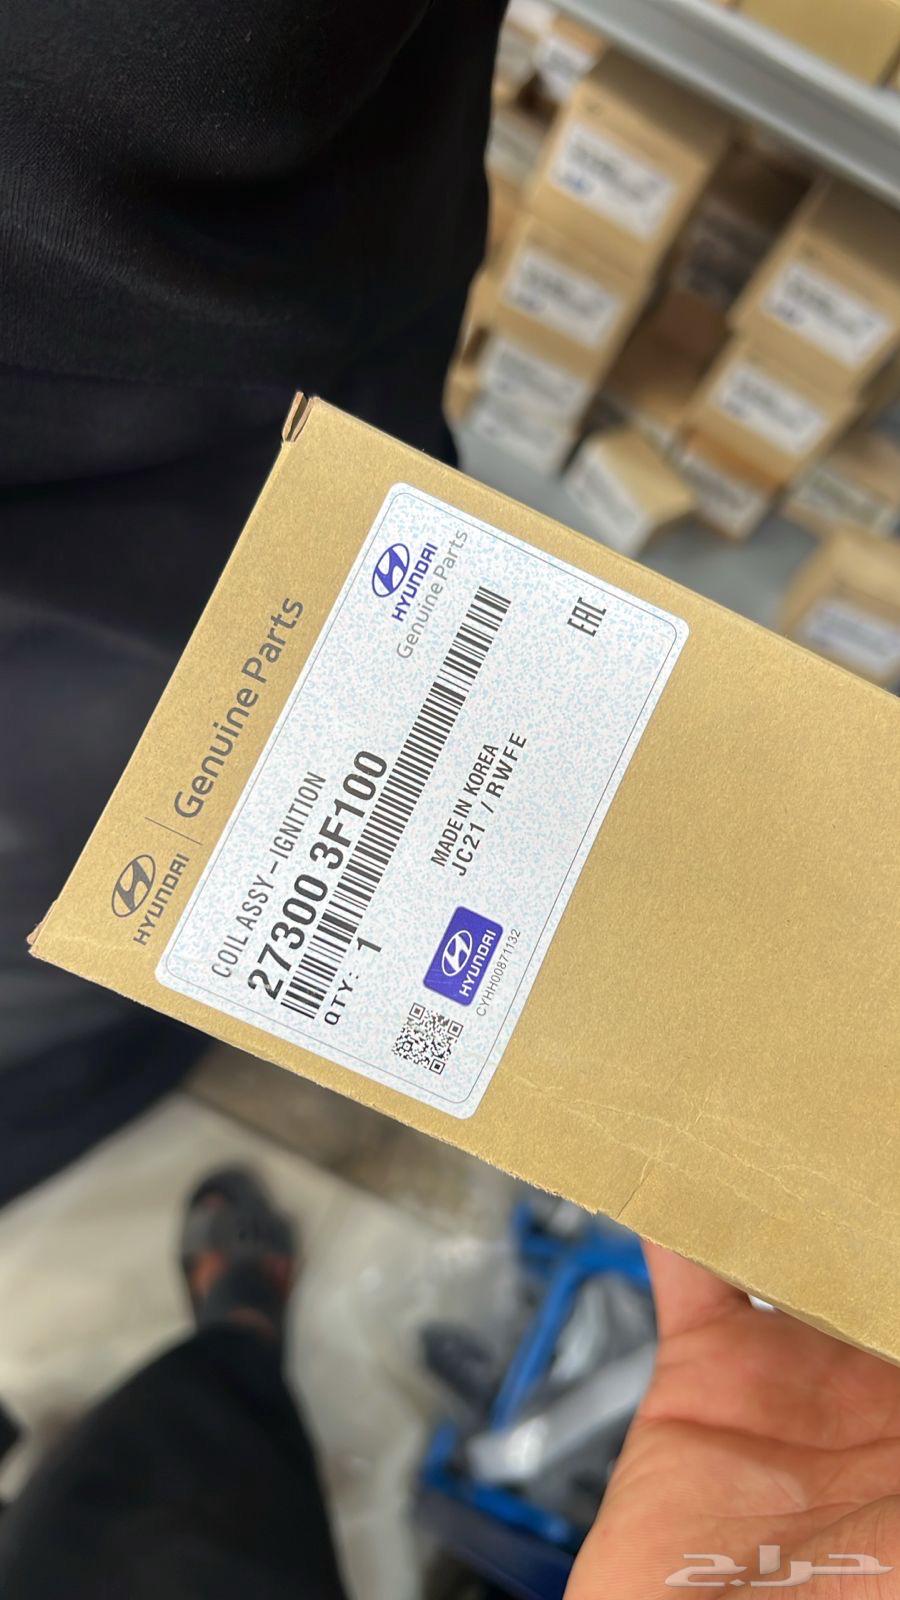 HYUNDAI | Genuine Parts
HYUNDAI
Genuine Parts
EAC
COIL ASSY-IGNITION
27300 3F100
QTY: 1
MADE IN KOREA
JC21 / RWFE
HYUNDAI
CYHH00871132
حراج